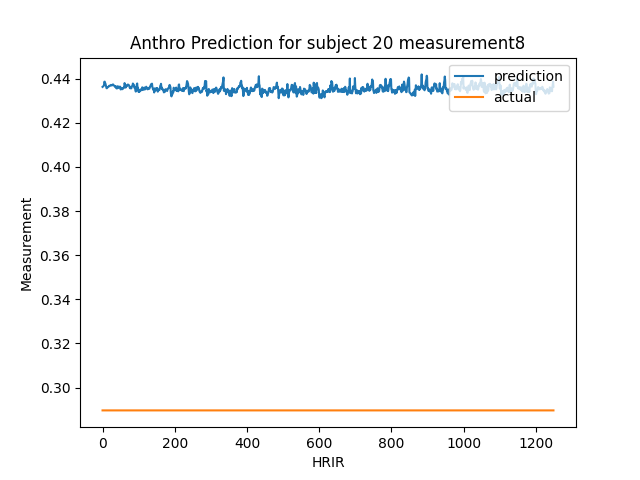 Anthro Prediction for subject 20 measurement8
prediction
actual
Measurement
0.44
0.42
0.40
0.38
0.36
0.34
0.32
0.30
0 200 400 600 800 1000 1200
HRIR